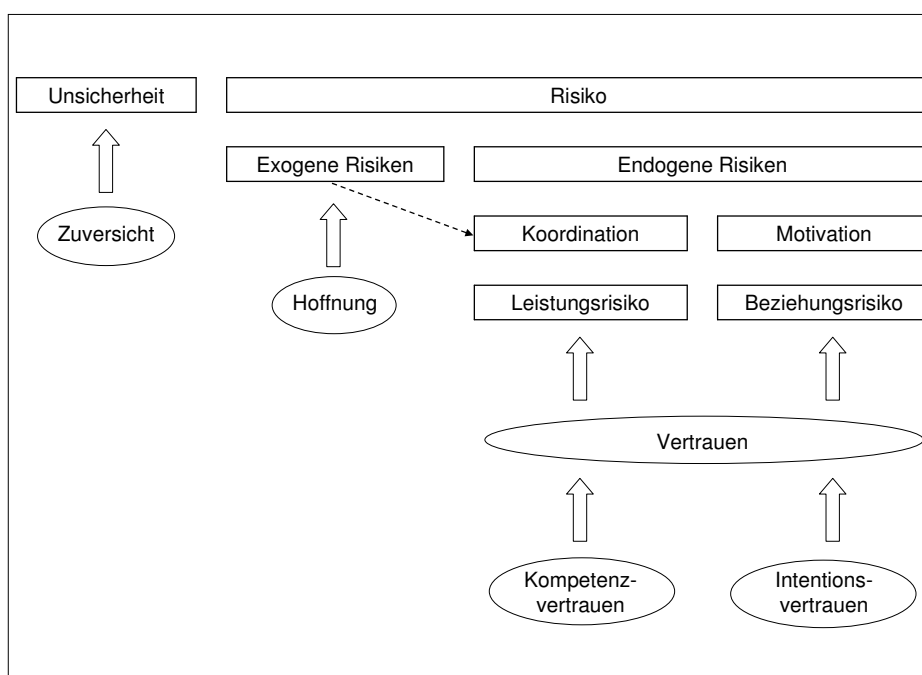 Unsicherheit
Risiko
Exogene Risiken
Endogene Risiken
Zuversicht
Koordination
Motivation
Hoffnung
Leistungsrisiko
Beziehungsrisiko
Vertrauen
Kompetenz-
vertrauen
Intentions-
vertrauen